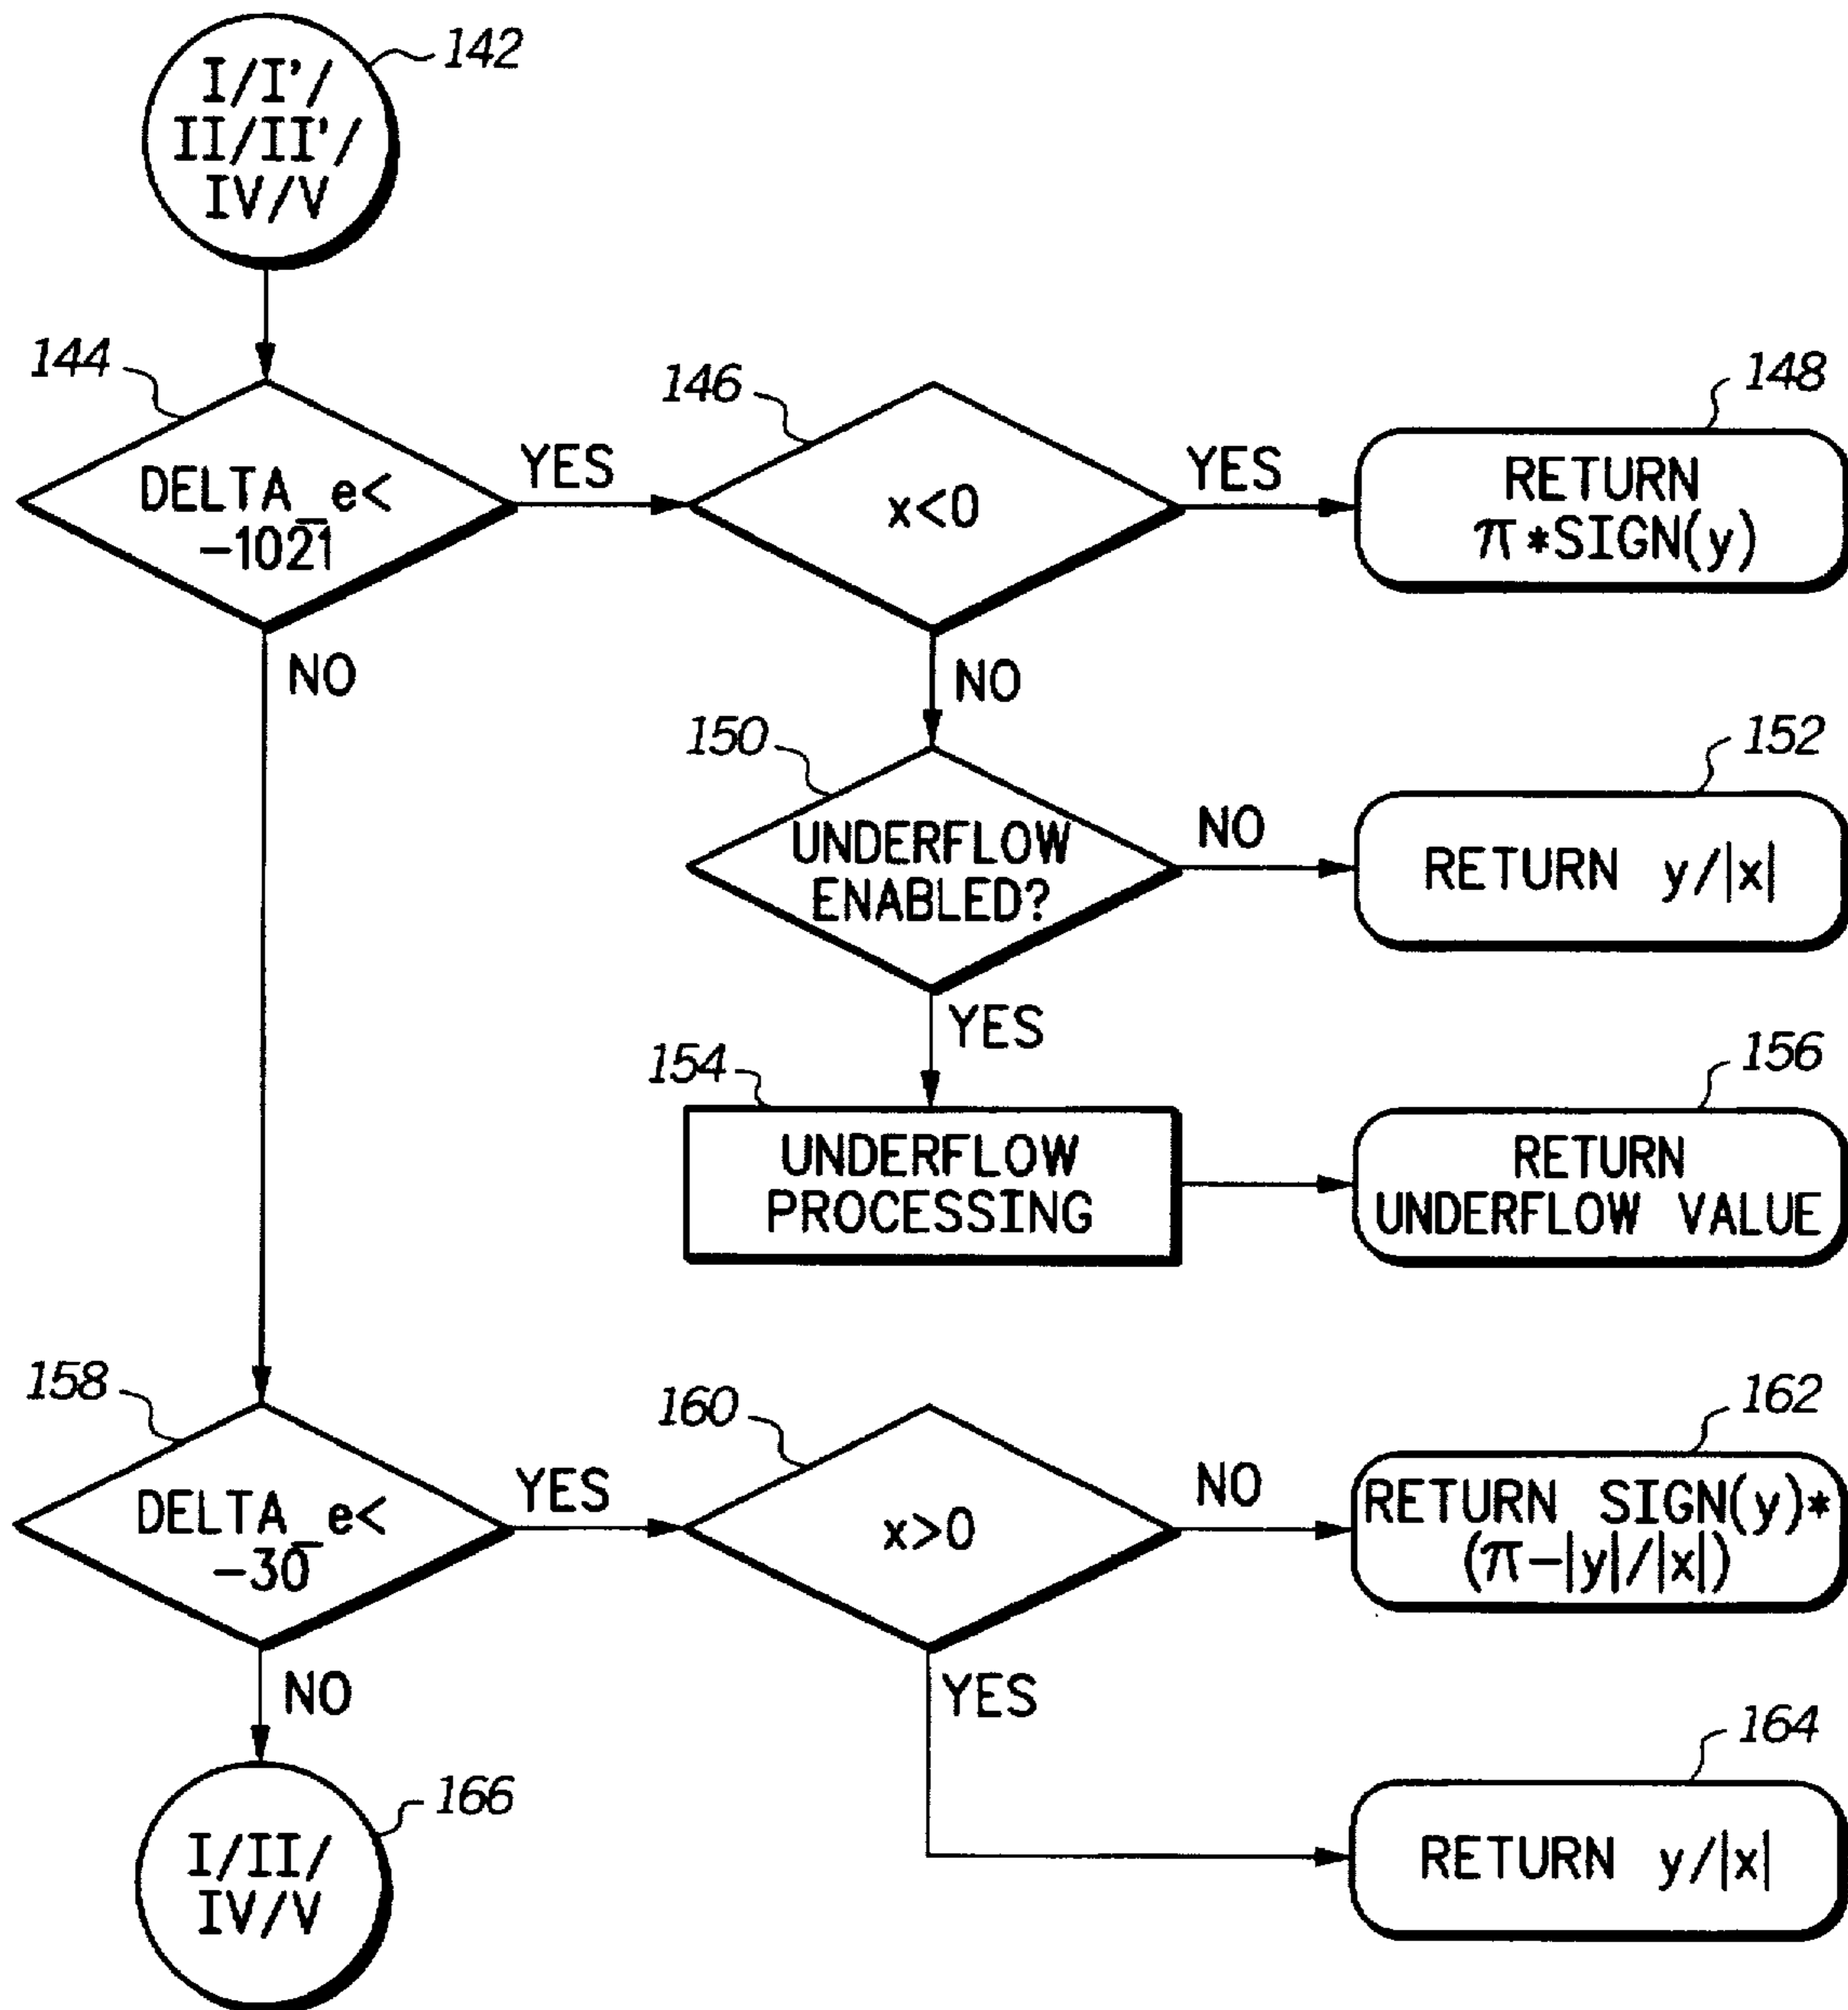 142
I/I'/
II/II'/
IV/V
144
DELTA_e<
-1021
YES
NO
146
x<0
YES
NO
148
RETURN
π*SIGN(y)
150
UNDERFLOW
ENABLED?
NO
YES
152
RETURN y/|x|
154
UNDERFLOW
PROCESSING
156
RETURN
UNDERFLOW VALUE
158
DELTA_e<
-30
YES
NO
160
x>0
NO
YES
162
RETURN SIGN(y)*
(π-|y|/|x|)
164
RETURN y/|x|
166
I/II/
IV/V